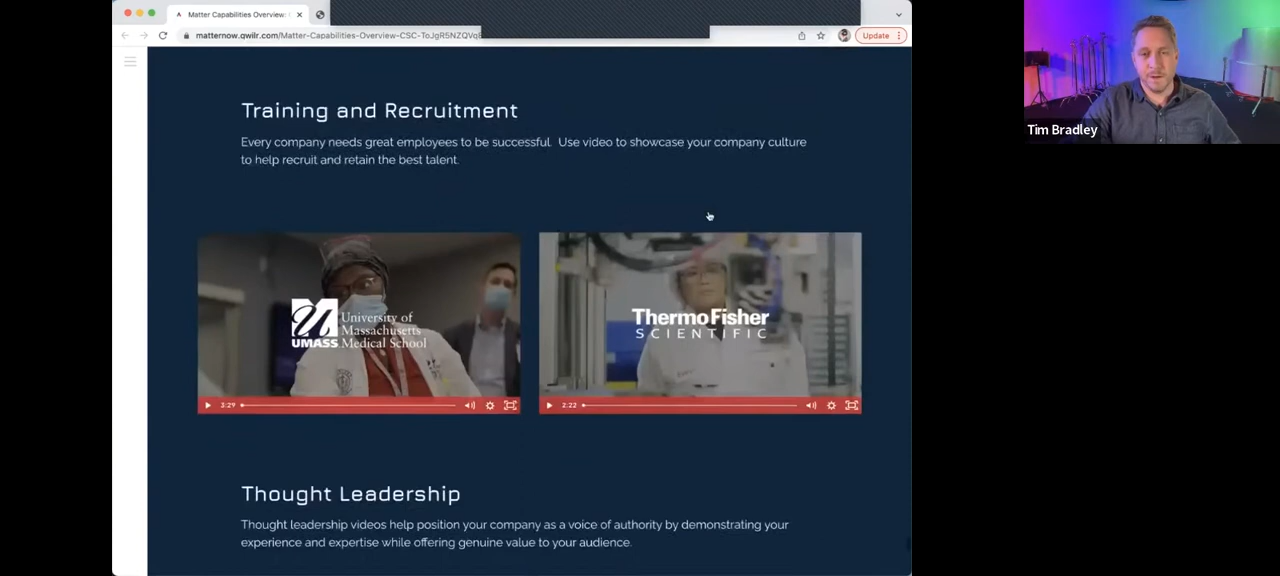 Matter Capabilities Overview:
matternow.qwilr.com/Matter-Capabilities-Overview-CSC-ToJgR5NZQVq
Update
Tim Bradley
Training and Recruitment
Every company needs great employees to be successful. Use video to showcase your company culture
to help recruit and retain the best talent.
University of
Massachusetts
UMASS Medical School
ThermoFisher
SCIENTIFIC
3:29
2:22
Thought Leadership
Thought leadership videos help position your company as a voice of authority by demonstrating your
experience and expertise while offering genuine value to your audience.